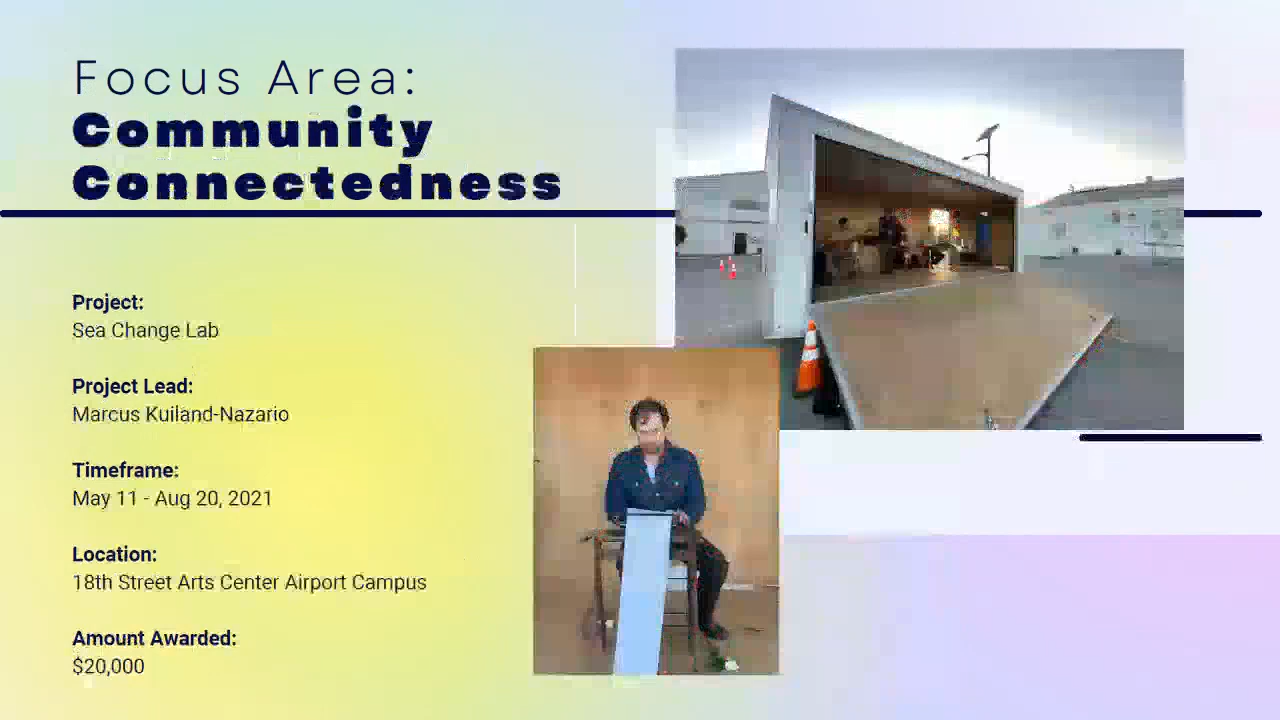 Focus Area:
Community
Connectedness
Project:
Sea Change Lab
Project Lead:
Marcus Kuiland-Nazario
Timeframe:
May 11 - Aug 20, 2021
Location:
18th Street Arts Center Airport Campus
Amount Awarded:
$20,000